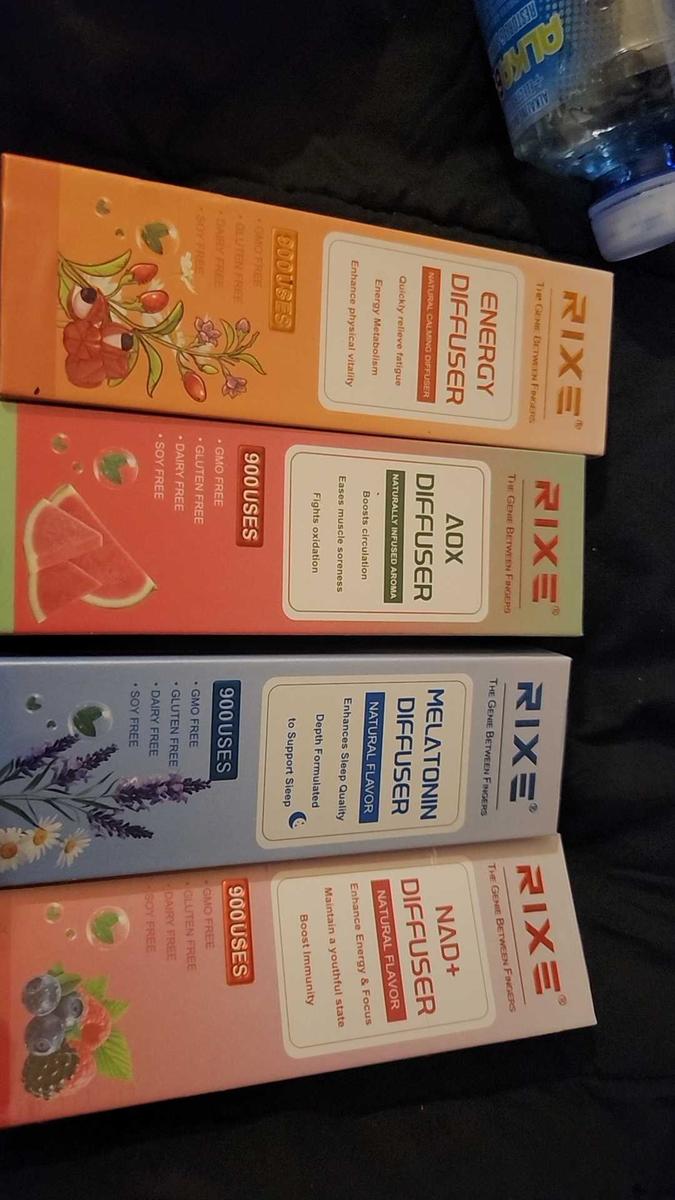 RIXE®
THE GENIE BETWEEN FINGERS
ENERGY
DIFFUSER
NATURAL CALMING DIFFUSER
Quickly relieve fatigue
Energy Metabolism
Enhance physical vitality
900USES
• GMO FREE
• GLUTEN FREE
• DAIRY FREE
• SOY FREE
RIXE®
THE GENIE BETWEEN FINGERS
AOX
DIFFUSER
NATURALLY INFUSED AROMA
Boosts circulation
Eases muscle soreness
Fights oxidation
900USES
• GMO FREE
• GLUTEN FREE
• DAIRY FREE
• SOY FREE
RIXE®
THE GENIE BETWEEN FINGERS
MELATONIN
DIFFUSER
NATURAL FLAVOR
Enhances Sleep Quality
Depth Formulated
to Support Sleep
900USES
• GMO FREE
• GLUTEN FREE
• DAIRY FREE
• SOY FREE
RIXE®
THE GENIE BETWEEN FINGERS
NAD+
DIFFUSER
NATURAL FLAVOR
Enhance Energy & Focus
Maintain a youthful state
Boost Immunity
900USES
• GMO FREE
• GLUTEN FREE
• DAIRY FREE
• SOY FREE